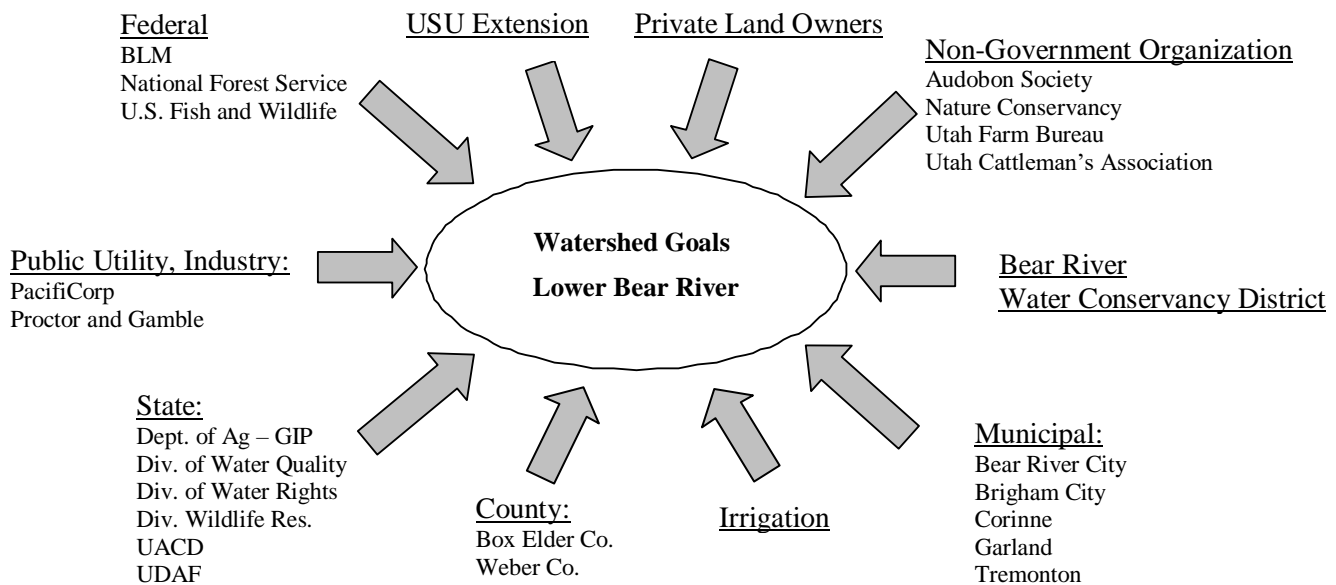 Federal
BLM
National Forest Service
U.S. Fish and Wildlife
USU Extension
Private Land Owners
Non-Government Organization
Audobon Society
Nature Conservancy
Utah Farm Bureau
Utah Cattleman’s Association
Watershed Goals
Lower Bear River
Public Utility, Industry:
PacifiCorp
Proctor and Gamble
Bear River
Water Conservancy District
State:
Dept. of Ag – GIP
Div. of Water Quality
Div. of Water Rights
Div. Wildlife Res.
UACD
UDAF
County:
Box Elder Co.
Weber Co.
Irrigation
Municipal:
Bear River City
Brigham City
Corinne
Garland
Tremonton